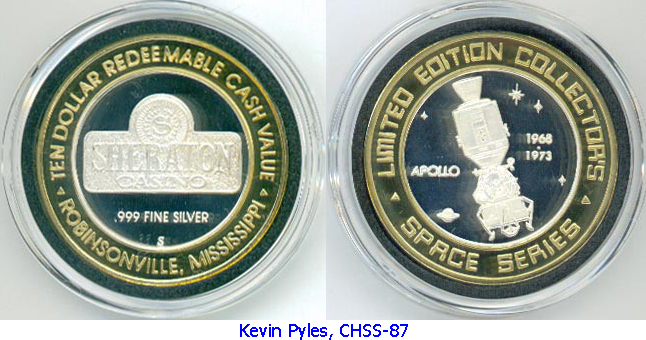 TEN DOLLAR REDEEMABLE CASH VALUE
S
SHERATON
CASINO
.999 FINE SILVER
S
ROBINSONVILLE, MISSISSIPPI
LIMITED EDITION COLLECTOR'S
1968
1973
APOLLO
SPACE SERIES
Kevin Pyles, CHSS-87